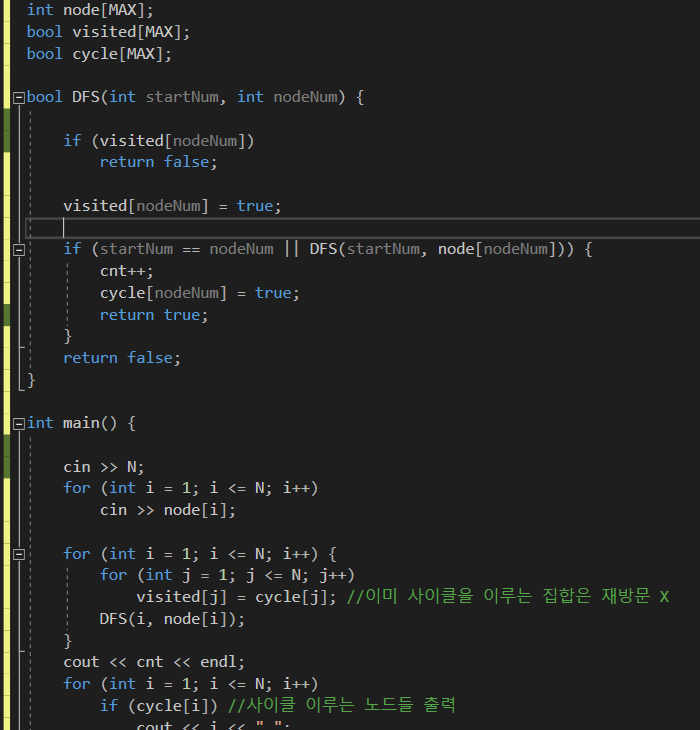 int node[MAX];
bool visited[MAX];
bool cycle[MAX];
bool DFS(int startNum, int nodeNum) {
if (visited[nodeNum])
return false;
visited[nodeNum] = true;
if (startNum == nodeNum || DFS(startNum, node[nodeNum])) {
cnt++;
cycle[nodeNum] = true;
return true;
}
return false;
}
int main() {
cin >> N;
for (int i = 1; i <= N; i++)
cin >> node[i];
for (int i = 1; i <= N; i++) {
for (int j = 1; j <= N; j++)
visited[j] = cycle[j]; //이미 사이클을 이루는 집합은 재방문 X
DFS(i, node[i]);
}
cout << cnt << endl;
for (int i = 1; i <= N; i++)
if (cycle[i]) //사이클 이루는 노드들 출력
cout << i << " ";